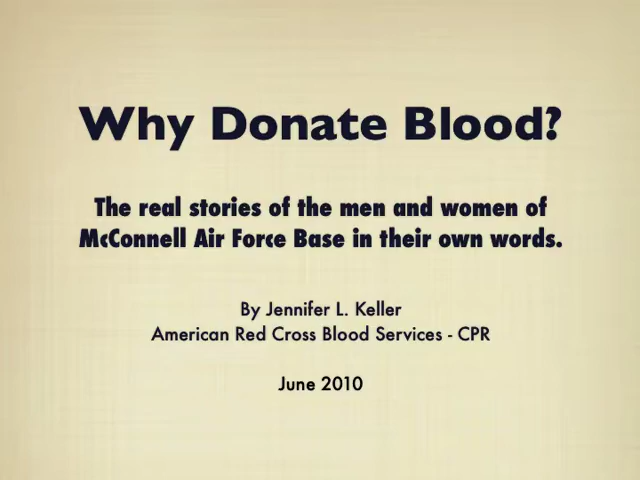 Why Donate Blood?
The real stories of the men and women of
McConnell Air Force Base in their own words.
By Jennifer L. Keller
American Red Cross Blood Services - CPR
June 2010